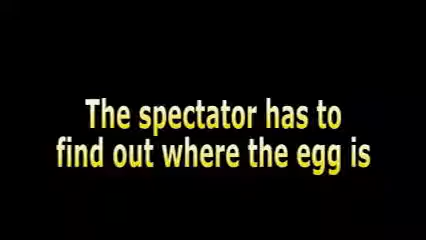 The spectator has to
find out where the egg is